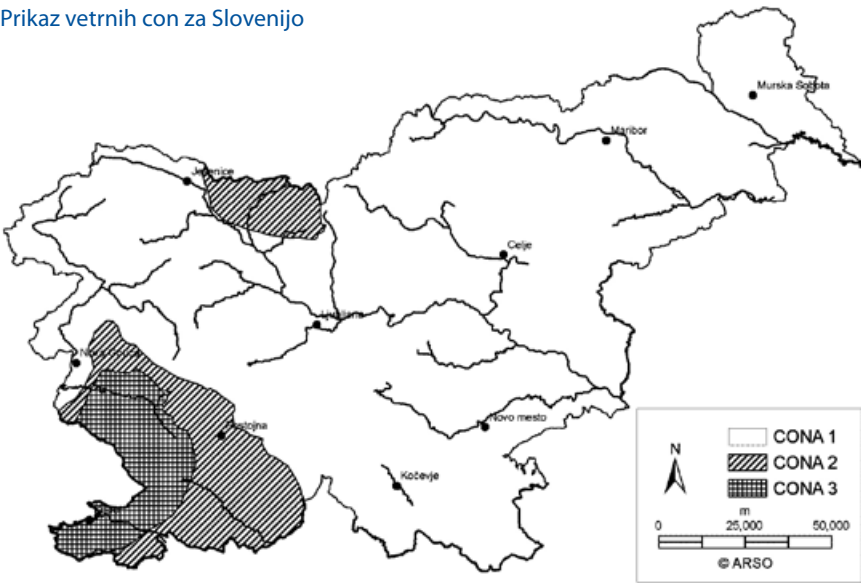 Prikaz vetrnih con za Slovenijo
Murska Sobota
Maribor
Jesenice
Celje
Ljubljana
Nova Gorica
Postojna
Novo mesto
Kočevje
N
CONA 1
CONA 2
CONA 3
m
0 25,000 50,000
© ARSO